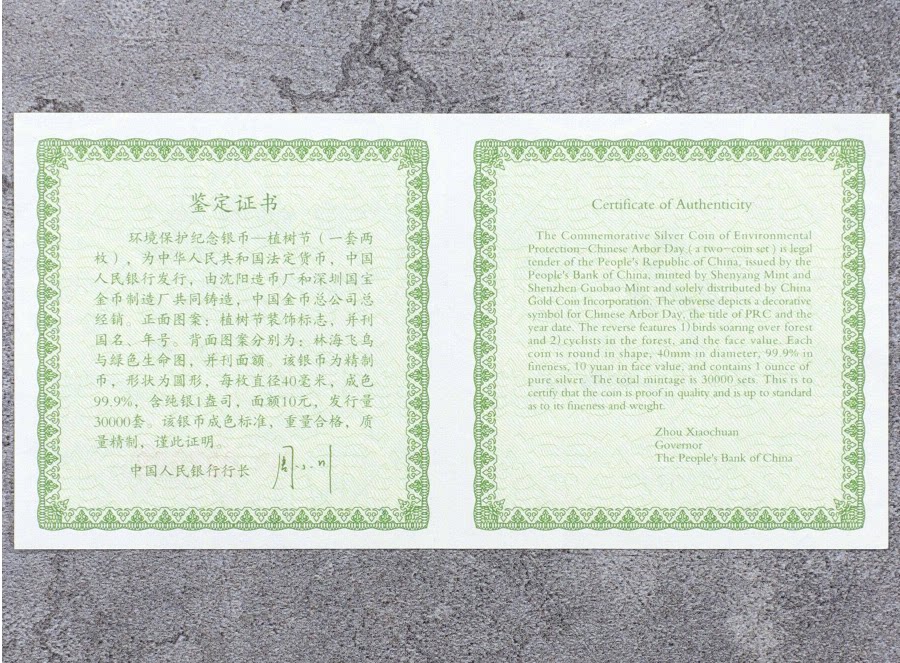 鉴定证书
环境保护纪念银币—植树节（一套两
枚），为中华人民共和国法定货币，中国
人民银行发行，由沈阳造币厂和深圳国宝
金币制造厂共同铸造，中国金币总公司总
经销。正面图案：植树节装饰标志，并刊
国名、年号。背面图案分别为：林海飞鸟
与绿色生命图，并刊面额。该银币为精制
币，形状为圆形，每枚直径40毫米，成色
99.9%，含纯银1盎司，面额10元，发行量
30000套。该银币成色标准，重量合格，质
量精制，谨此证明。
中国人民银行行长 周小川
Certificate of Authenticity
The Commemorative Silver Coin of Environmental
Protection—Chinese Arbor Day ( a two—coin set ) is legal
tender of the People's Republic of China, issued by the
People's Bank of China, minted by Shenyang Mint and
Shenzhen Guobao Mint and solely distributed by China
Gold Coin Incorporation. The obverse depicts a decorative
symbol for Chinese Arbor Day, the title of PRC and the
year date. The reverse features 1) birds soaring over forest
and 2) cyclists in the forest, and the face value. Each
coin is round in shape, 40mm in diameter, 99.9% in
fineness, 10 yuan in face value, and contains 1 ounce of
pure silver. The total mintage is 30000 sets. This is to
certify that the coin is proof in quality and is up to standard
as to its fineness and weight.
Zhou Xiaochuan
Governor
The People's Bank of China